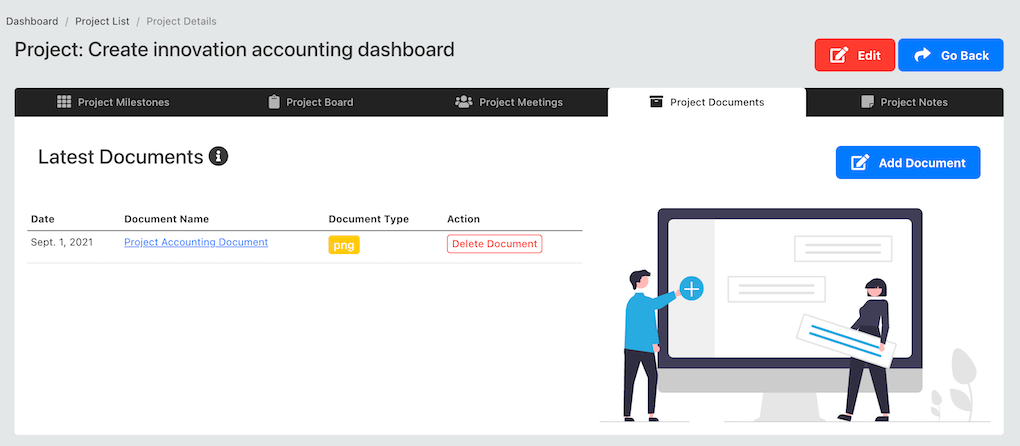 Dashboard / Project List / Project Details
Project: Create innovation accounting dashboard
Edit
Go Back
Project Milestones
Project Board
Project Meetings
Project Documents
Project Notes
Latest Documents
Add Document
Date Document Name Document Type Action
Sept. 1, 2021 Project Accounting Document png Delete Document